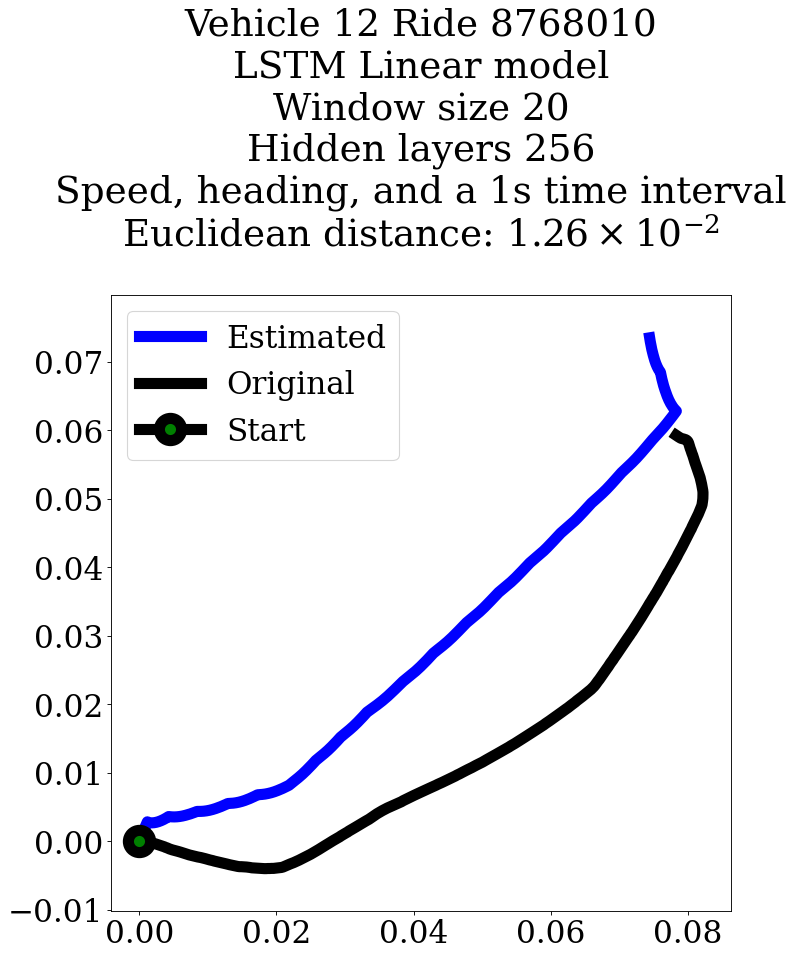 Vehicle 12 Ride 8768010
LSTM Linear model
Window size 20
Hidden layers 256
Speed, heading, and a 1s time interval
Euclidean distance: 1.26 × 10⁻²
Estimated
Original
Start
0.07
0.06
0.05
0.04
0.03
0.02
0.01
0.00
−0.01
0.00 0.02 0.04 0.06 0.08